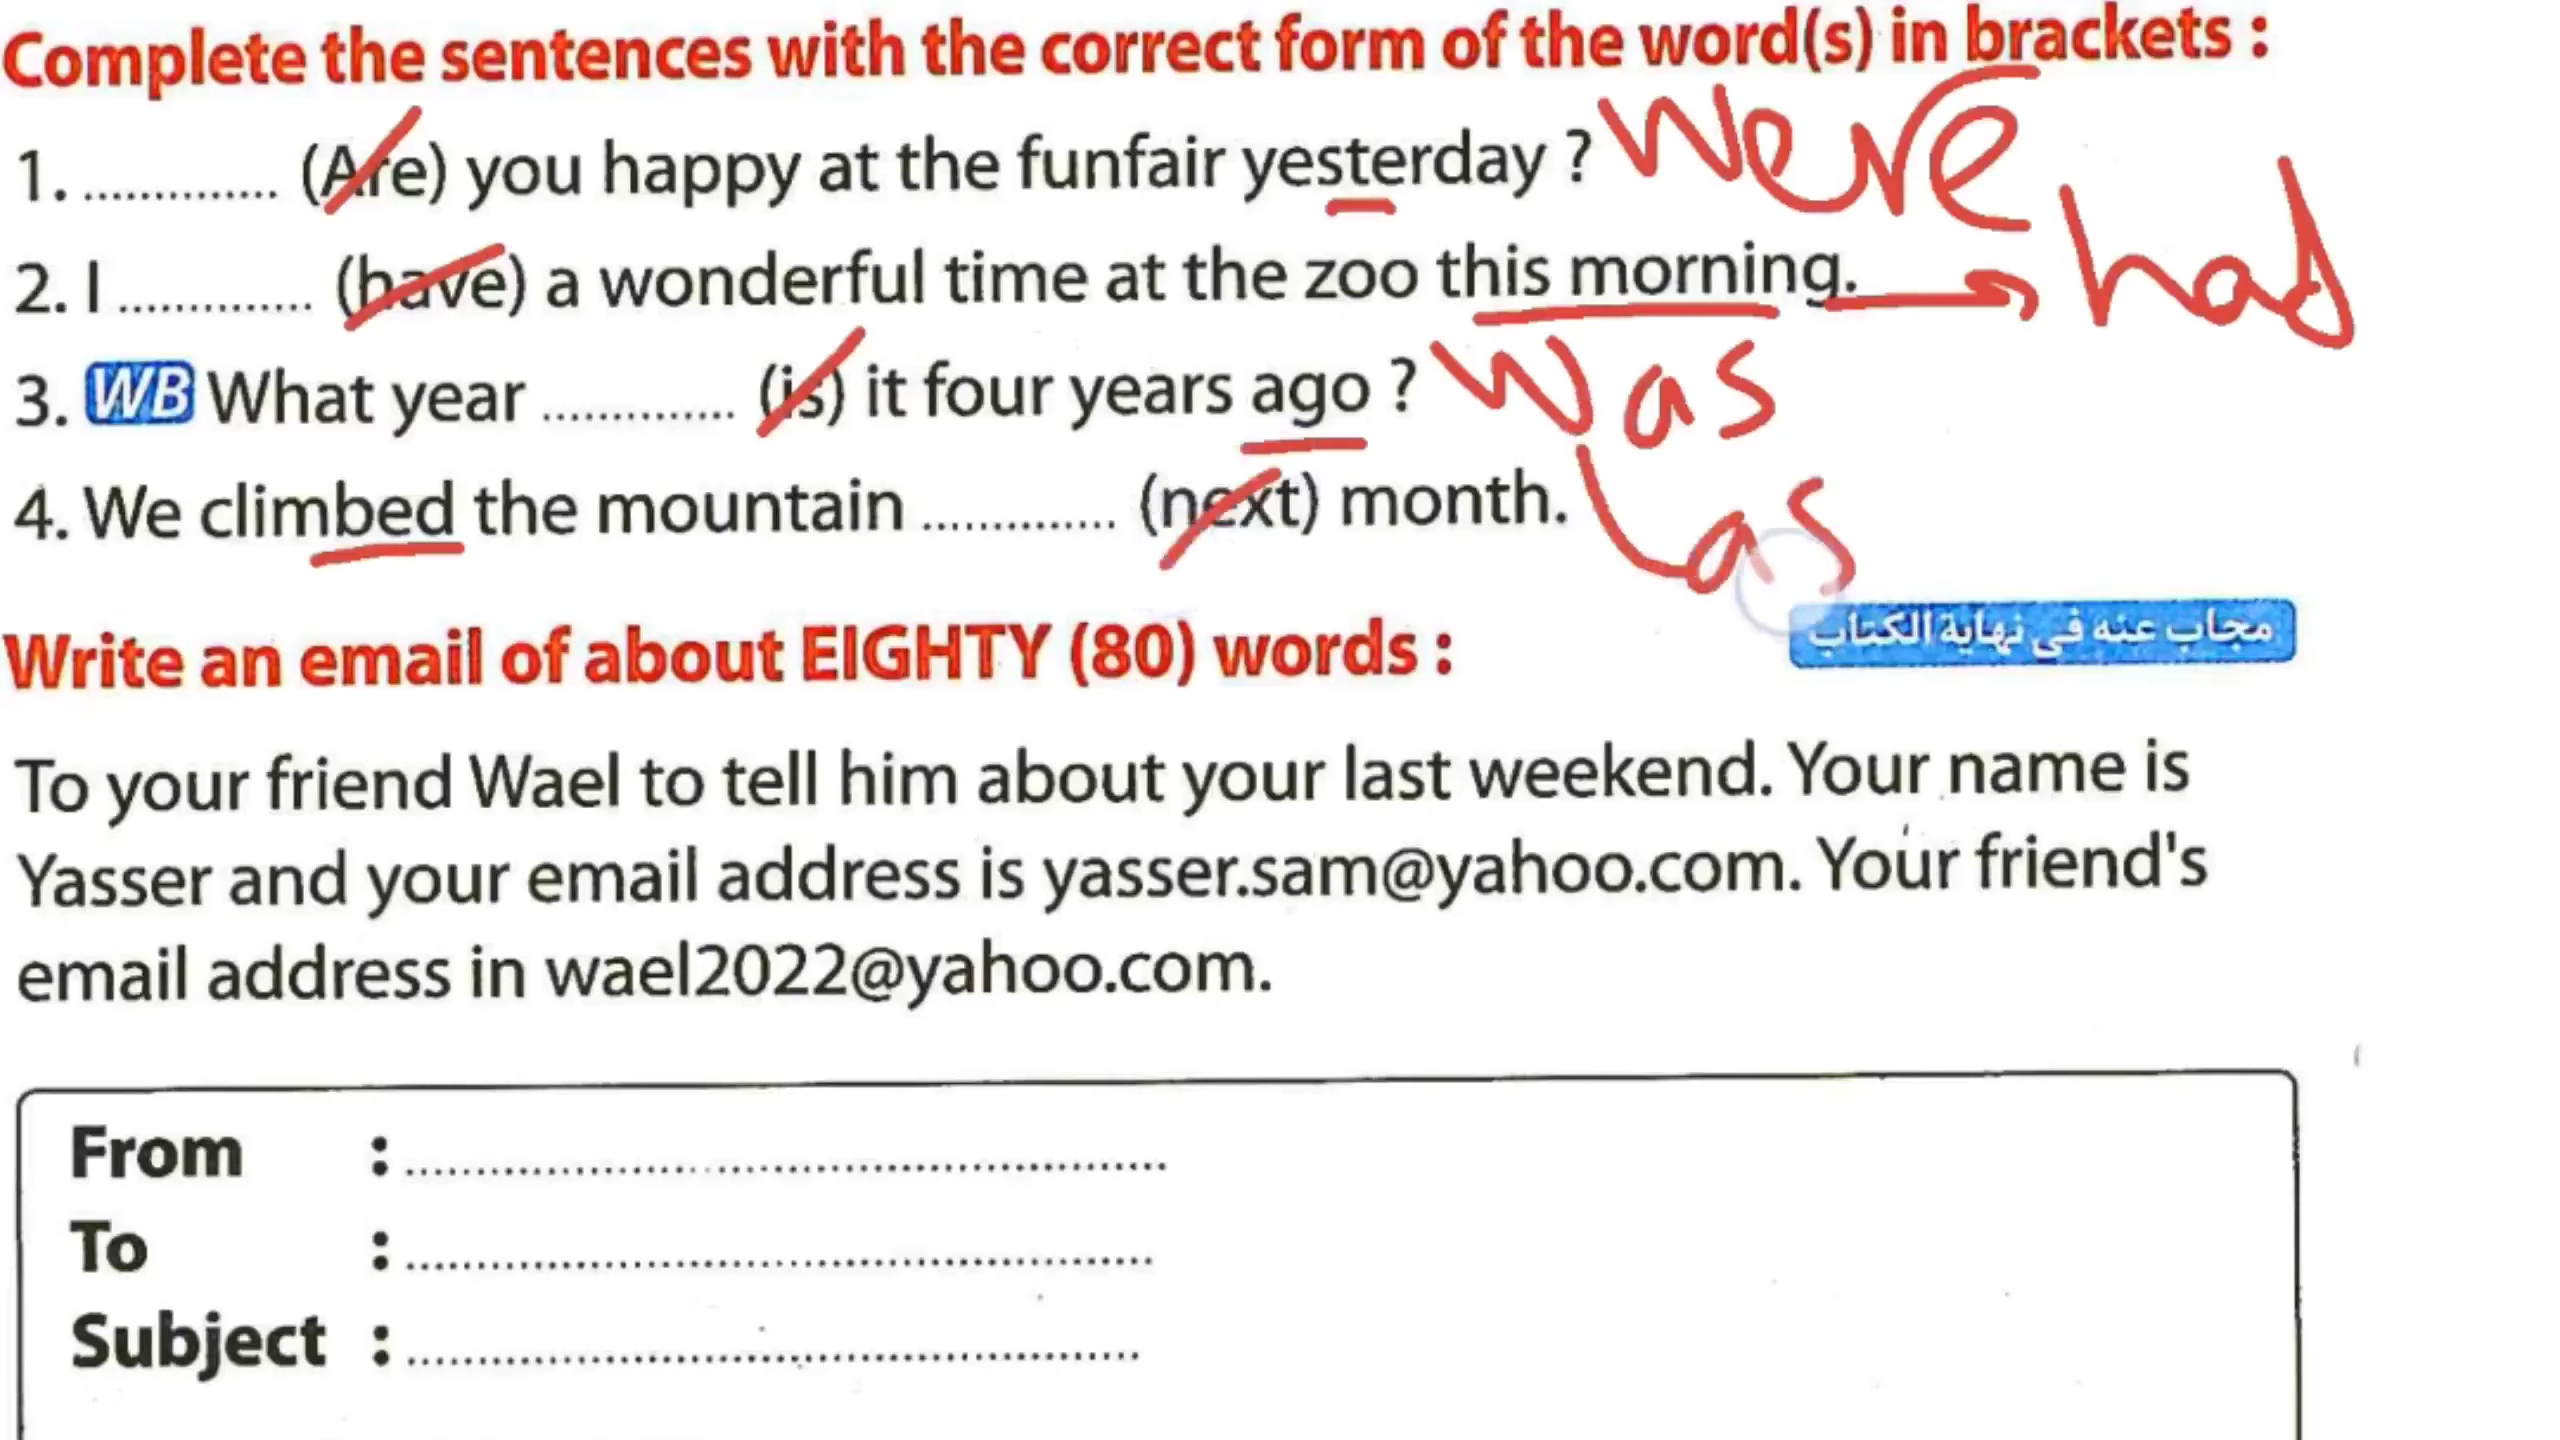 Complete the sentences with the correct form of the word(s) in brackets :
1. .............. (Are) you happy at the funfair yesterday ? were
2. I .............. (have) a wonderful time at the zoo this morning. had
3. WB What year .............. (is) it four years ago ? was
4. We climbed the mountain .............. (next) month. Las
Write an email of about EIGHTY (80) words :
مجاب عنه فى نهاية الكتاب
To your friend Wael to tell him about your last weekend. Your name is
Yasser and your email address is yasser.sam@yahoo.com. Your friend's
email address in wael2022@yahoo.com.
From : ......................................................
To : ......................................................
Subject : ......................................................